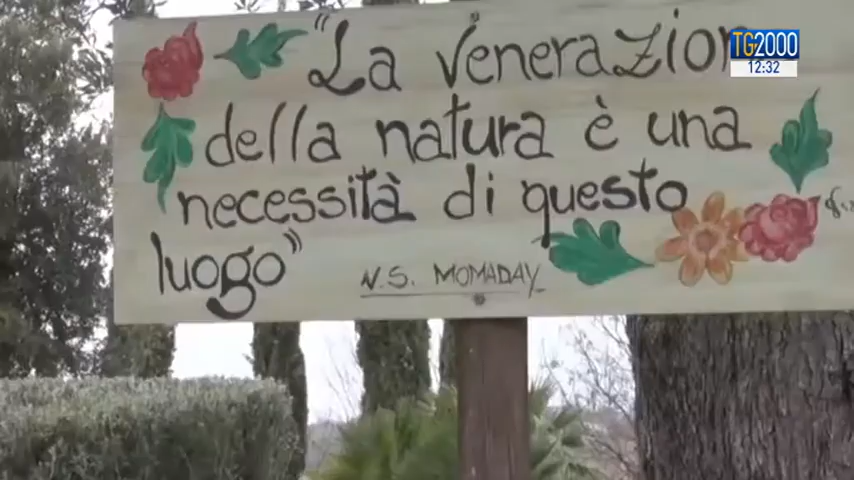 "La Venerazion
della natura è una
necessità di questo
luogo"
N.S. MOMADAY
TG2000
12:32